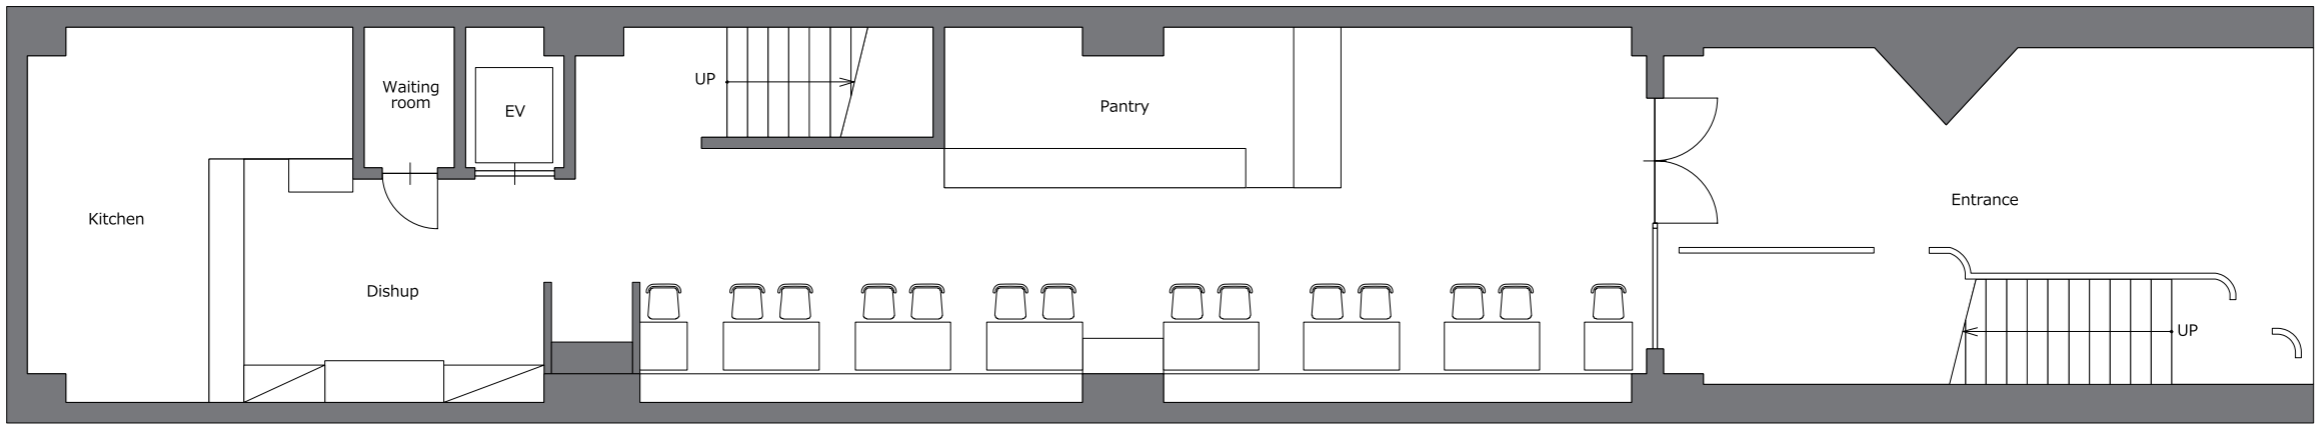 Waiting
room
EV
UP
Pantry
Kitchen
Entrance
Dishup
UP